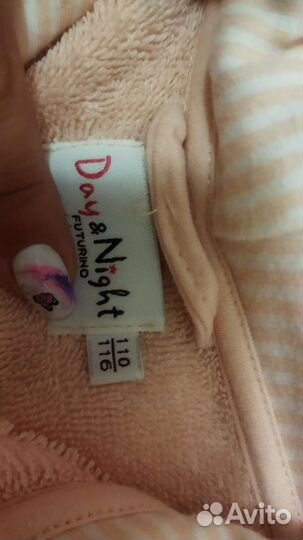 Day & Night
FUTURINO
110
116
Avito